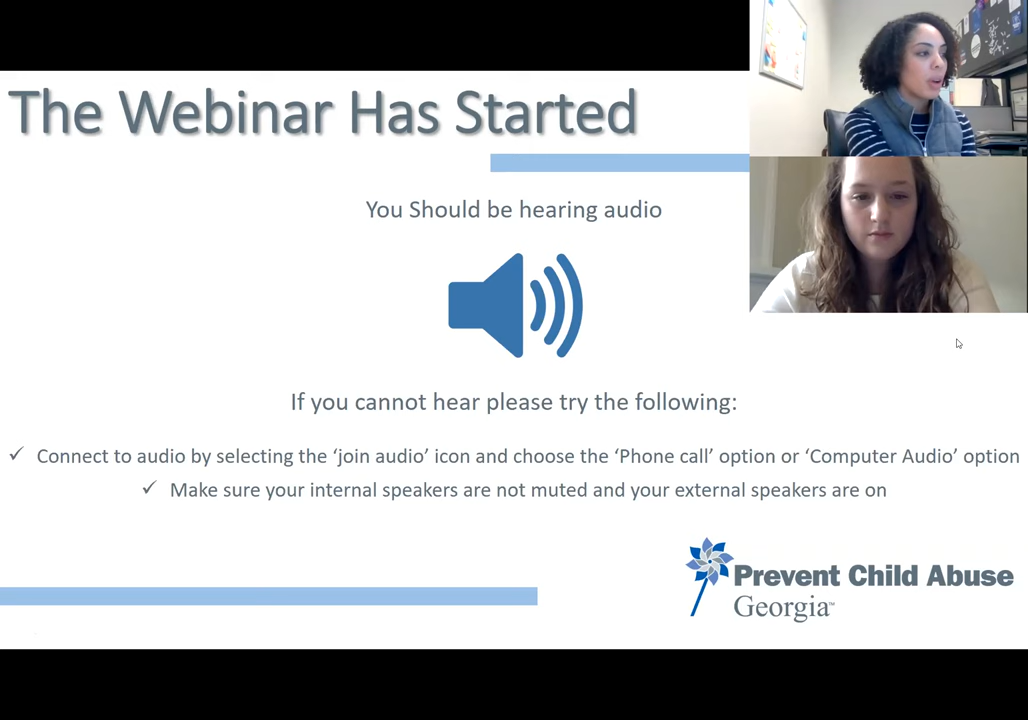 The Webinar Has Started
You Should be hearing audio
If you cannot hear please try the following:
✓ Connect to audio by selecting the ‘join audio’ icon and choose the ‘Phone call’ option or ‘Computer Audio’ option
✓ Make sure your internal speakers are not muted and your external speakers are on
Prevent Child Abuse
Georgia™